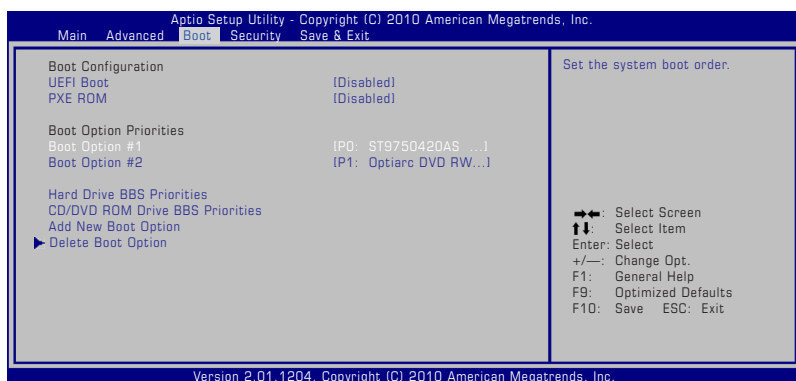 Aptio Setup Utility - Copyright (C) 2010 American Megatrends, Inc.
Main Advanced Boot Security Save & Exit
Boot Configuration
UEFI Boot [Disabled]
PXE ROM [Disabled]
Boot Option Priorities
Boot Option #1 [P0: ST9750420AS ...]
Boot Option #2 [P1: Optiarc DVD RW...]
Hard Drive BBS Priorities
CD/DVD ROM Drive BBS Priorities
Add New Boot Option
Delete Boot Option
Set the system boot order.
→←: Select Screen
↑↓: Select Item
Enter: Select
+/—: Change Opt.
F1: General Help
F9: Optimized Defaults
F10: Save ESC: Exit
Version 2.01.1204. Copyright (C) 2010 American Megatrends, Inc.